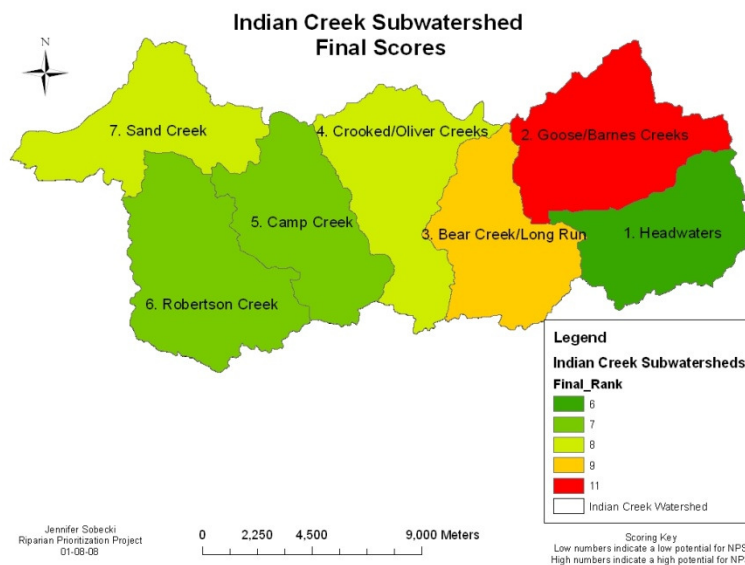 Indian Creek Subwatershed
Final Scores
N
7. Sand Creek
4. Crooked/Oliver Creeks
2. Goose/Barnes Creeks
5. Camp Creek
3. Bear Creek/Long Run
1. Headwaters
6. Robertson Creek
Legend
Indian Creek Subwatersheds
Final_Rank
6
7
8
9
11
Indian Creek Watershed
Jennifer Sobecki
Riparian Prioritization Project
01-08-08
0 2,250 4,500 9,000 Meters
Scoring Key
Low numbers indicate a low potential for NPS
High numbers indicate a high potential for NPS